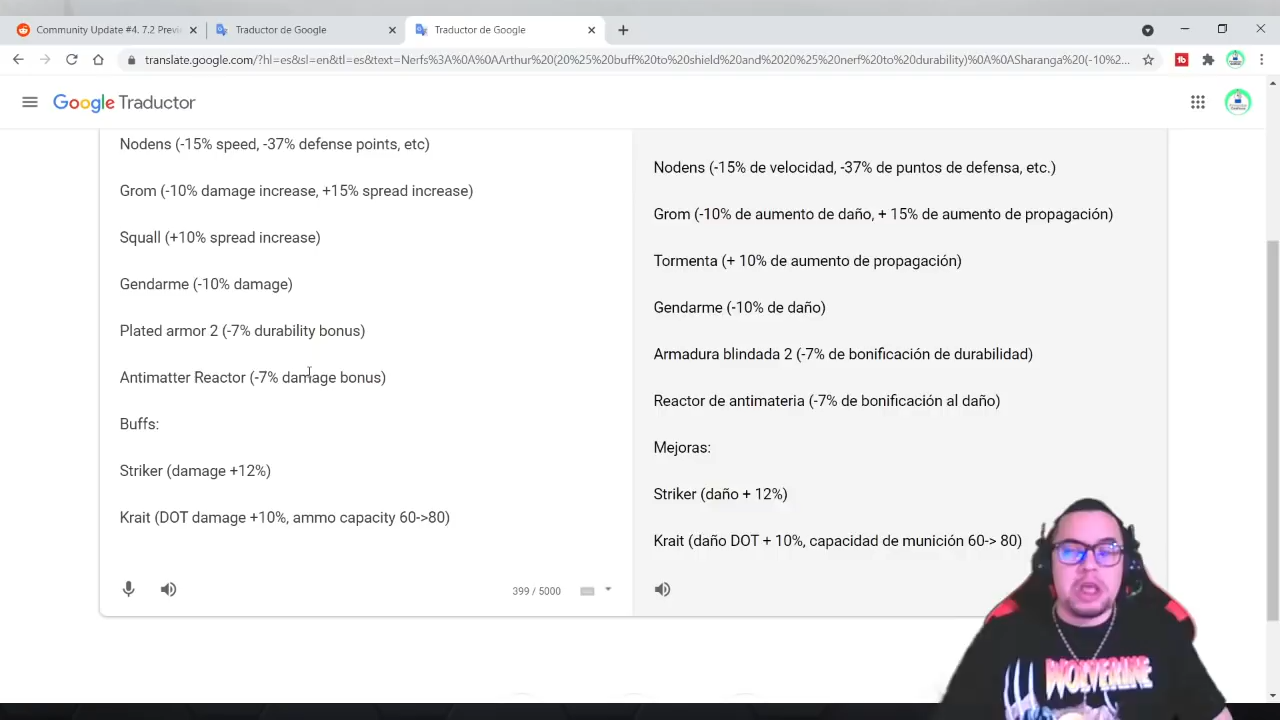 Community Update #4. 7.2 Previ
Traductor de Google
Traductor de Google
translate.google.com/?hl=es&sl=en&tl=es&text=Nerfs%3A%0A%0AArthur%20(20%25%20buff%20to%20shield%20and%2020%25%20nerf%20to%20durability)%0A%0ASharanga%20(-10%2...
Google Traductor
Nodens (-15% speed, -37% defense points, etc)
Grom (-10% damage increase, +15% spread increase)
Squall (+10% spread increase)
Gendarme (-10% damage)
Plated armor 2 (-7% durability bonus)
Antimatter Reactor (-7% damage bonus)
Buffs:
Striker (damage +12%)
Krait (DOT damage +10%, ammo capacity 60->80)
399 / 5000
Nodens (-15% de velocidad, -37% de puntos de defensa, etc.)
Grom (-10% de aumento de daño, + 15% de aumento de propagación)
Tormenta (+ 10% de aumento de propagación)
Gendarme (-10% de daño)
Armadura blindada 2 (-7% de bonificación de durabilidad)
Reactor de antimateria (-7% de bonificación al daño)
Mejoras:
Striker (daño + 12%)
Krait (daño DOT + 10%, capacidad de munición 60-> 80)
WOLVERINE